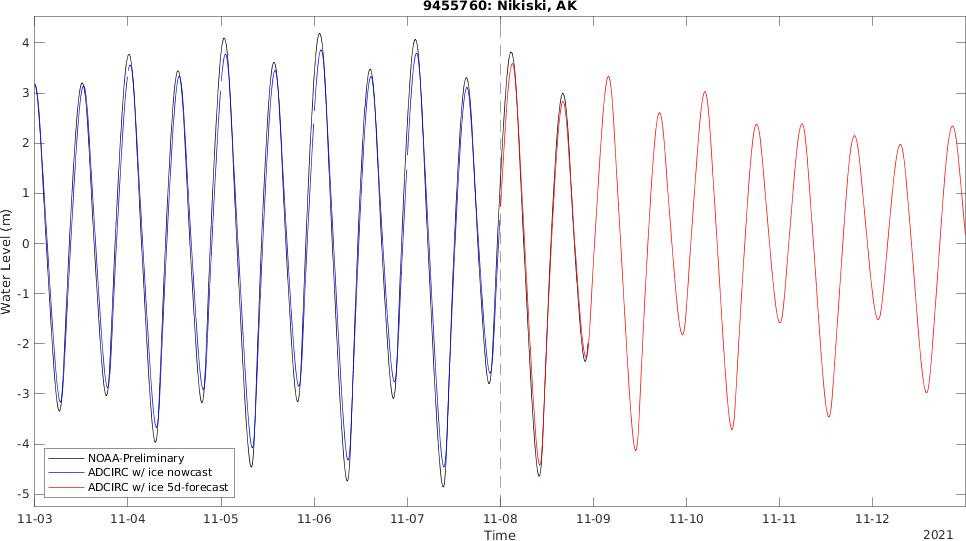 9455760: Nikiski, AK
Water Level (m)
4
3
2
1
0
-1
-2
-3
-4
-5
NOAA-Preliminary
ADCIRC w/ ice nowcast
ADCIRC w/ ice 5d-forecast
11-03 11-04 11-05 11-06 11-07 11-08 11-09 11-10 11-11 11-12
Time
2021